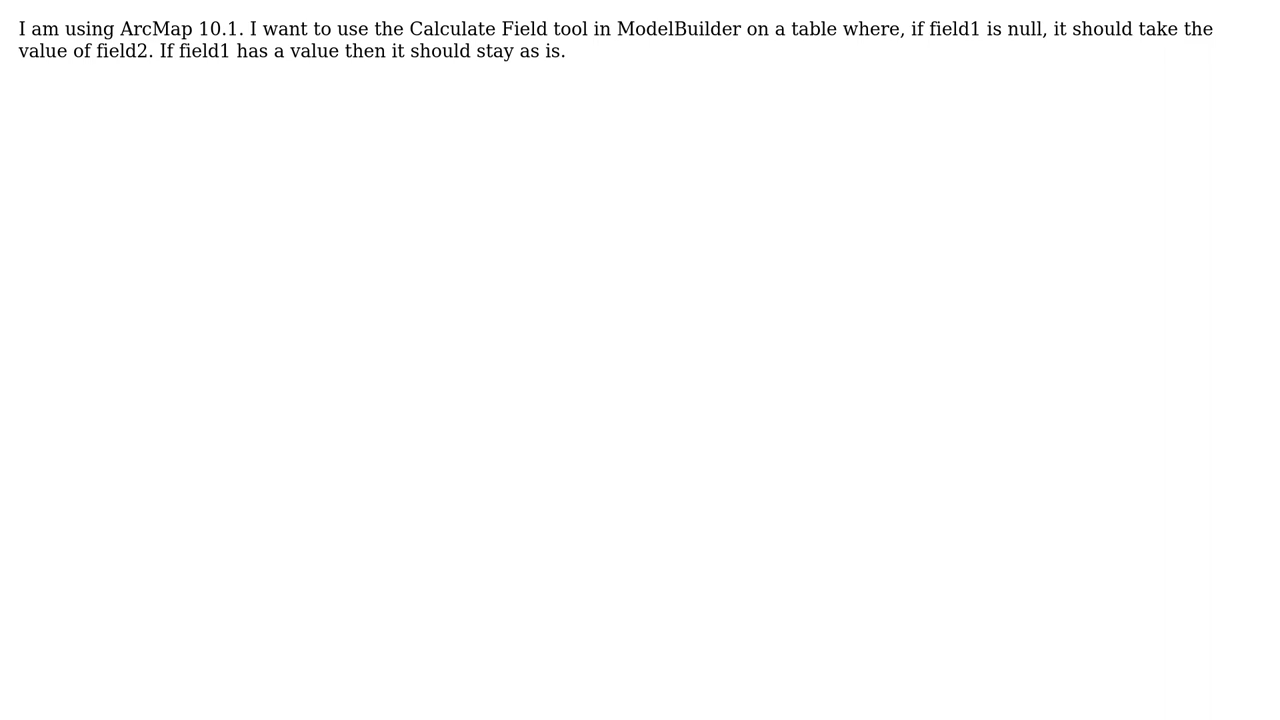 I am using ArcMap 10.1. I want to use the Calculate Field tool in ModelBuilder on a table where, if field1 is null, it should take the
value of field2. If field1 has a value then it should stay as is.